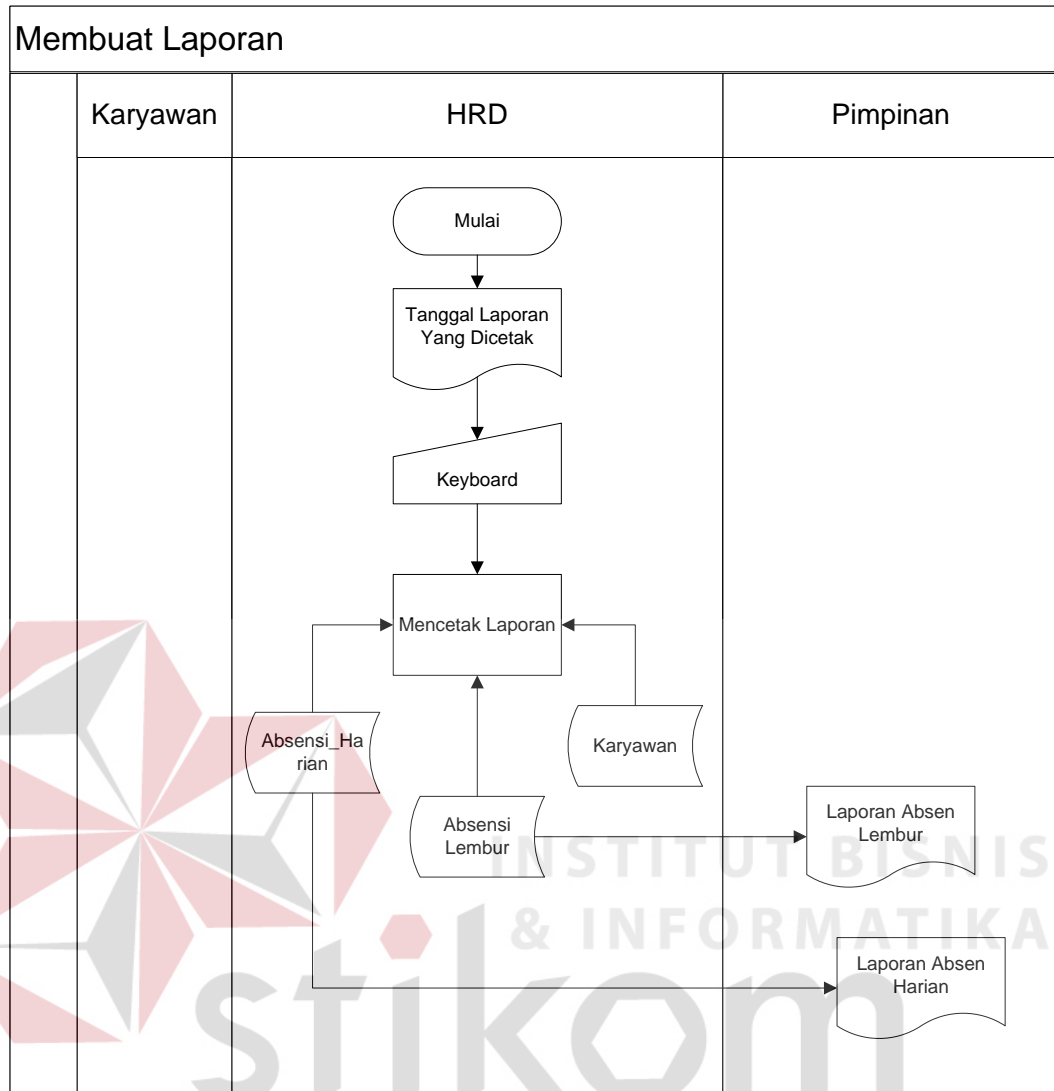 Membuat Laporan
Karyawan
HRD
Pimpinan
Mulai
Tanggal Laporan
Yang Dicetak
Keyboard
Mencetak Laporan
Absensi_Ha
rian
Karyawan
Absensi
Lembur
Laporan Absen
Lembur
INSTITUT BISNIS
& INFORMATIKA
Laporan Absen
Harian
stikom